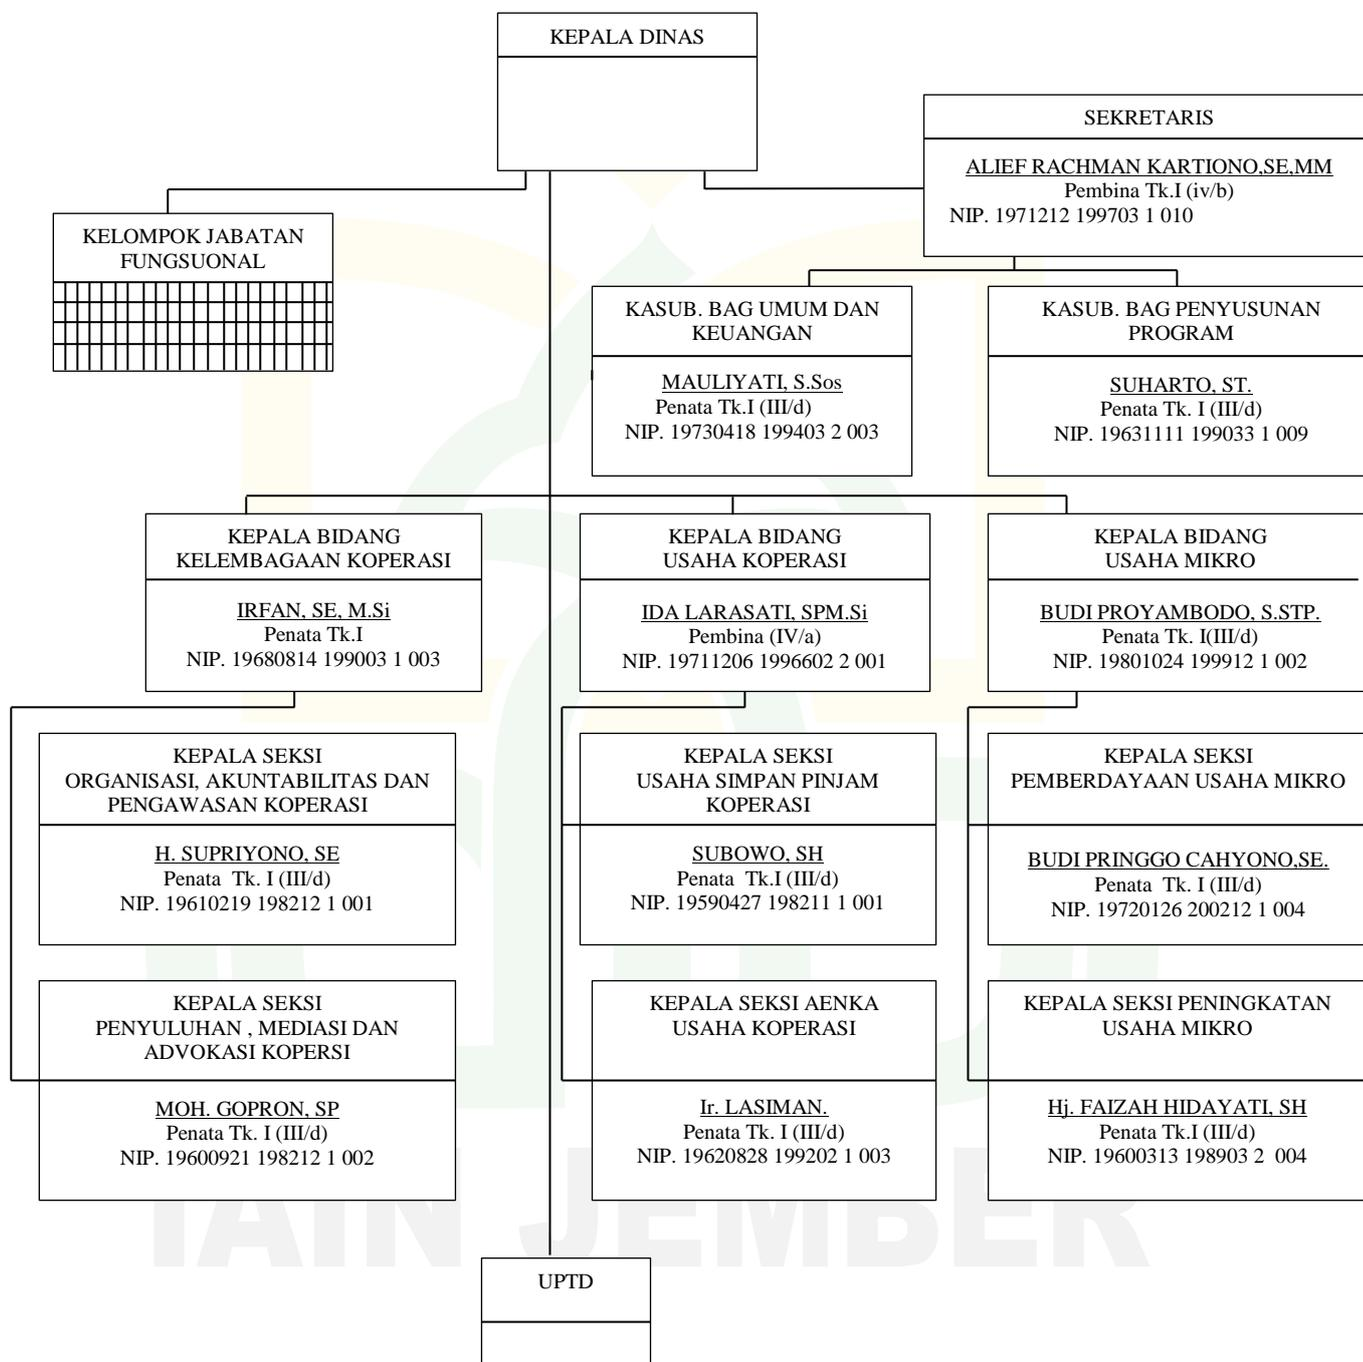 KEPALA DINAS
SEKRETARIS
ALIEF RACHMAN KARTIONO,SE,MM
Pembina Tk.I (iv/b)
NIP. 1971212 199703 1 010
KELOMPOK JABATAN
FUNGSUONAL
KASUB. BAG UMUM DAN
KEUANGAN
MAULIYATI, S.Sos
Penata Tk.I (III/d)
NIP. 19730418 199403 2 003
KASUB. BAG PENYUSUNAN
PROGRAM
SUHARTO, ST.
Penata Tk. I (III/d)
NIP. 19631111 199033 1 009
KEPALA BIDANG
KELEMBAGAAN KOPERASI
IRFAN, SE, M.Si
Penata Tk.I
NIP. 19680814 199003 1 003
KEPALA BIDANG
USAHA KOPERASI
IDA LARASATI, SPM.Si
Pembina (IV/a)
NIP. 19711206 1996602 2 001
KEPALA BIDANG
USAHA MIKRO
BUDI PROYAMBODO, S.STP.
Penata Tk. I(III/d)
NIP. 19801024 199912 1 002
KEPALA SEKSI
ORGANISASI, AKUNTABILITAS DAN
PENGAWASAN KOPERASI
H. SUPRIYONO, SE
Penata  Tk. I (III/d)
NIP. 19610219 198212 1 001
KEPALA SEKSI
USAHA SIMPAN PINJAM
KOPERASI
SUBOWO, SH
Penata  Tk.I (III/d)
NIP. 19590427 198211 1 001
KEPALA SEKSI
PEMBERDAYAAN USAHA MIKRO
BUDI PRINGGO CAHYONO,SE.
Penata  Tk. I (III/d)
NIP. 19720126 200212 1 004
KEPALA SEKSI
PENYULUHAN , MEDIASI DAN
ADVOKASI KOPERSI
MOH. GOPRON, SP
Penata Tk. I (III/d)
NIP. 19600921 198212 1 002
KEPALA SEKSI AENKA
USAHA KOPERASI
Ir. LASIMAN.
Penata Tk. I (III/d)
NIP. 19620828 199202 1 003
KEPALA SEKSI PENINGKATAN
USAHA MIKRO
Hj. FAIZAH HIDAYATI, SH
Penata Tk.I (III/d)
NIP. 19600313 198903 2  004
IAIN JEMBER
UPTD